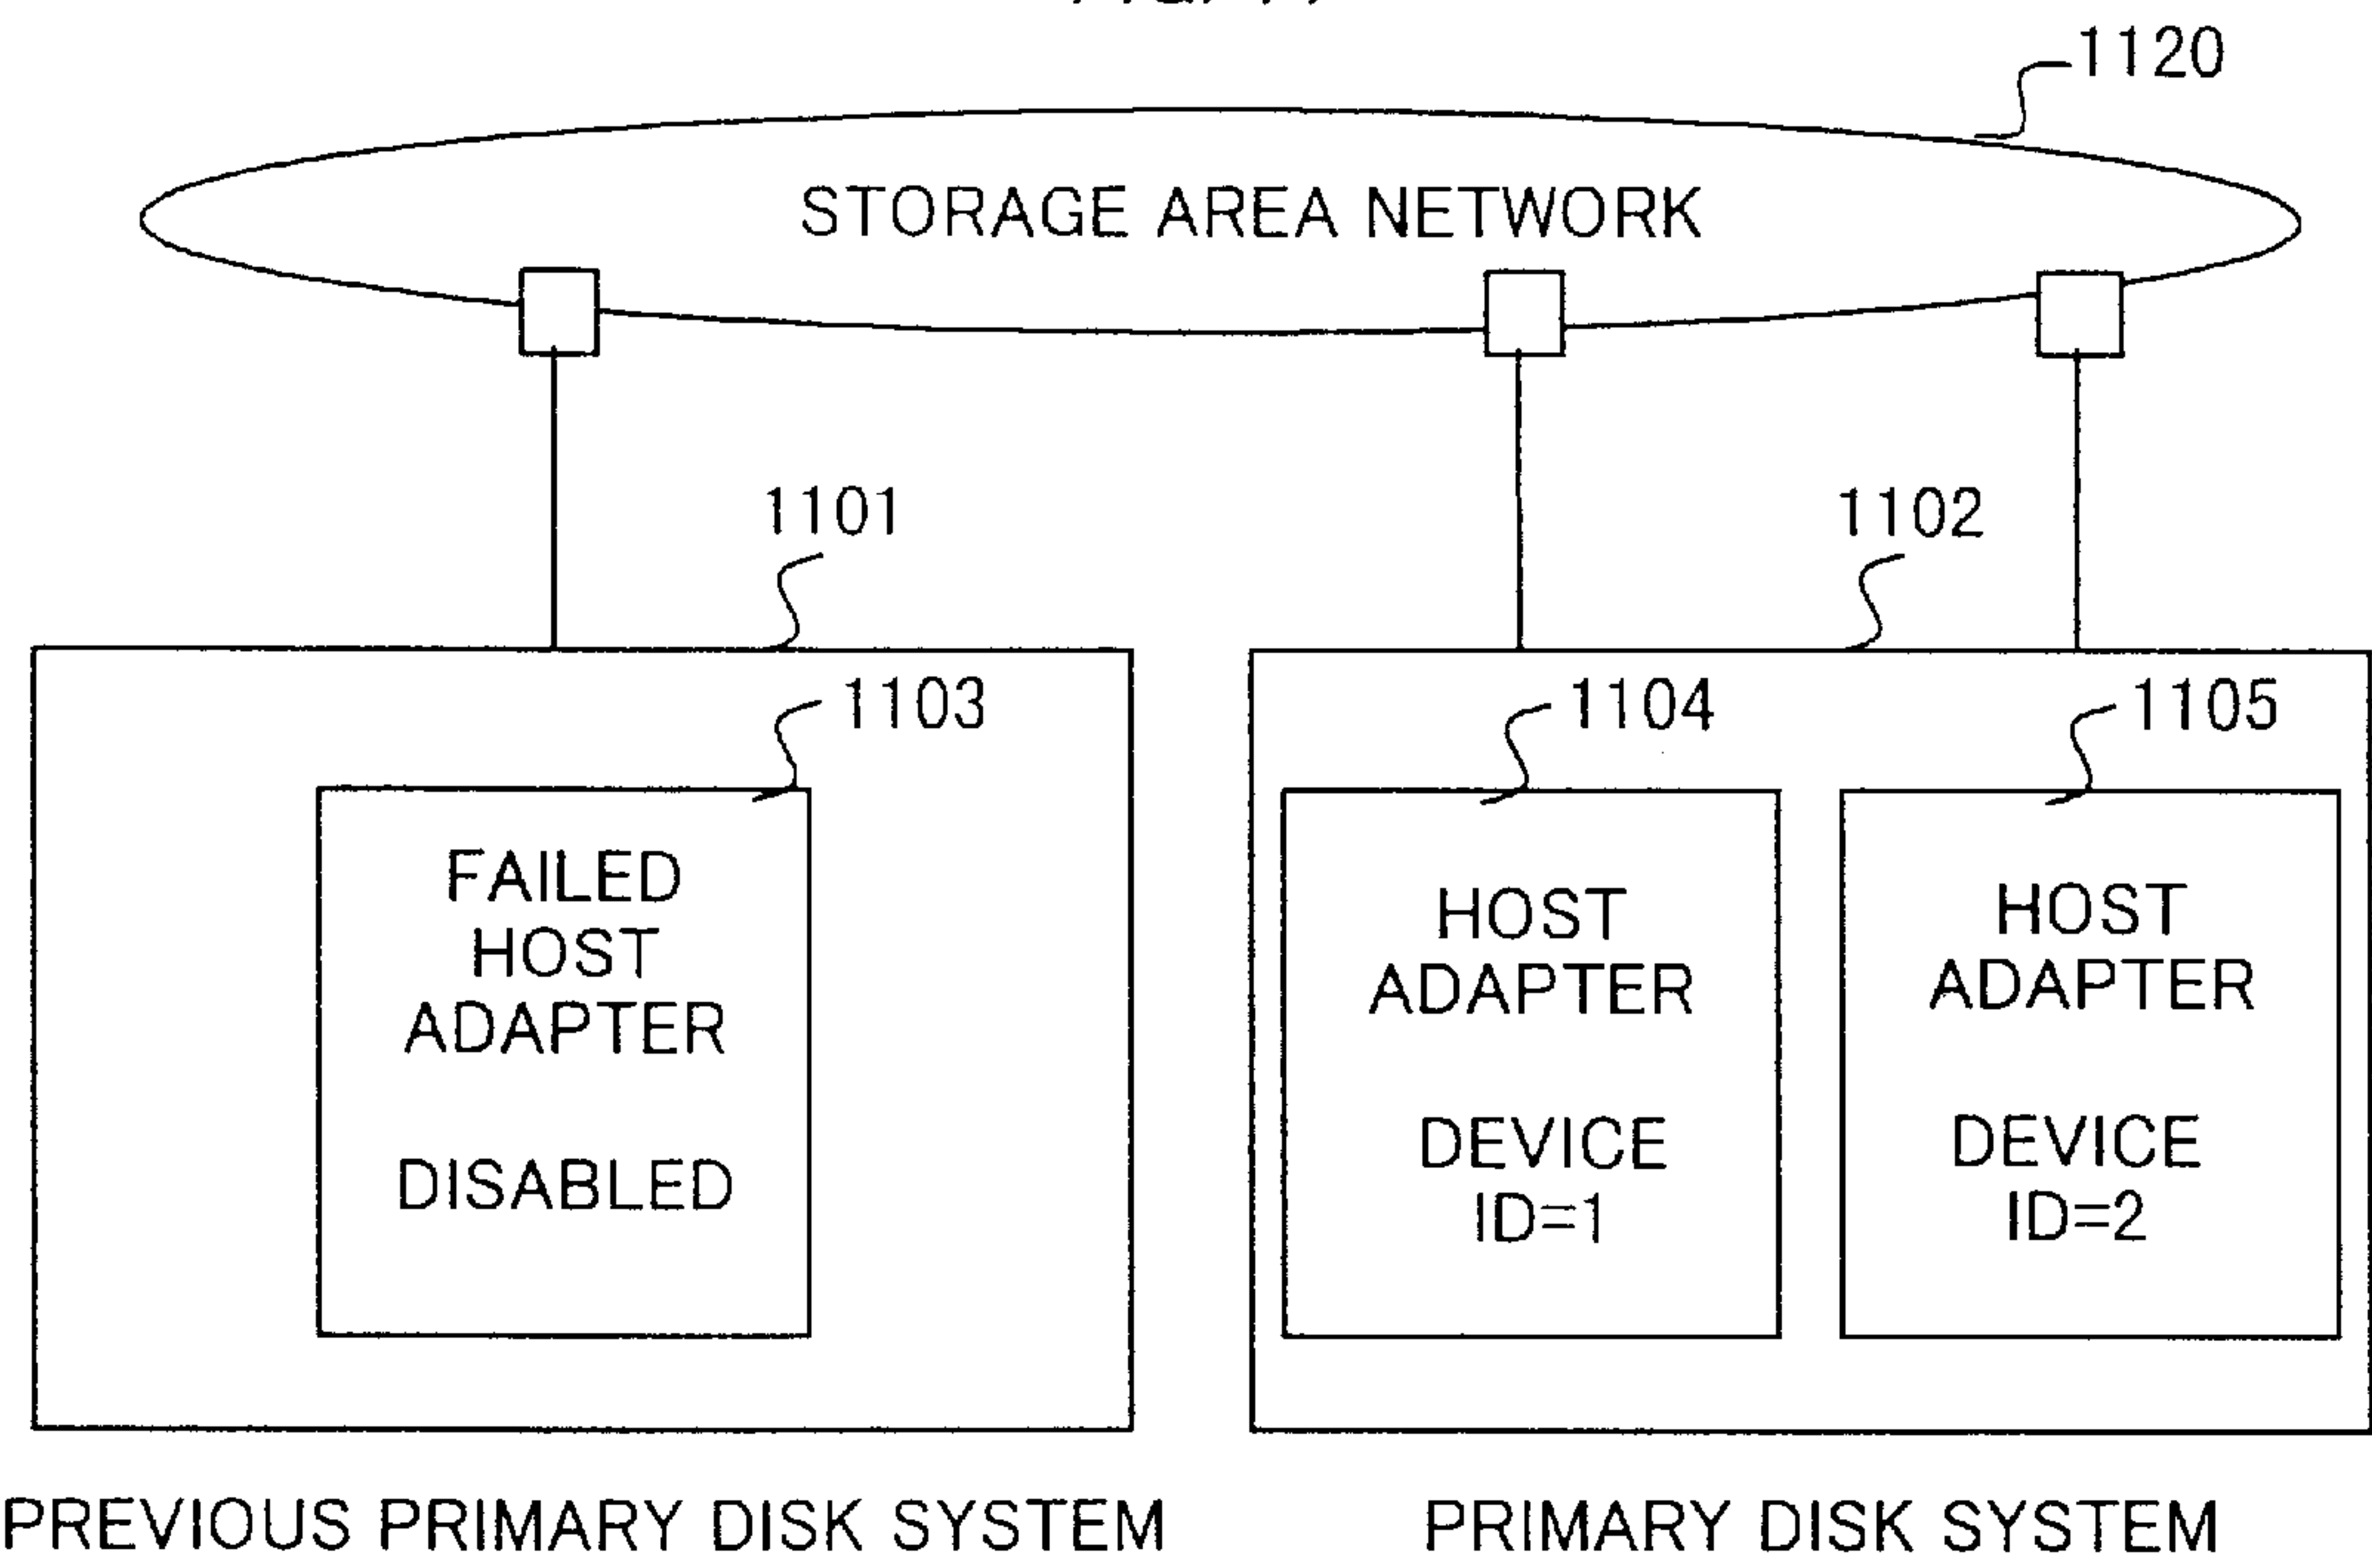 1120
STORAGE AREA NETWORK
1101
1102
1103
1104
1105
FAILED
HOST
ADAPTER
DISABLED
HOST
ADAPTER
DEVICE
ID=1
HOST
ADAPTER
DEVICE
ID=2
PREVIOUS PRIMARY DISK SYSTEM
PRIMARY DISK SYSTEM